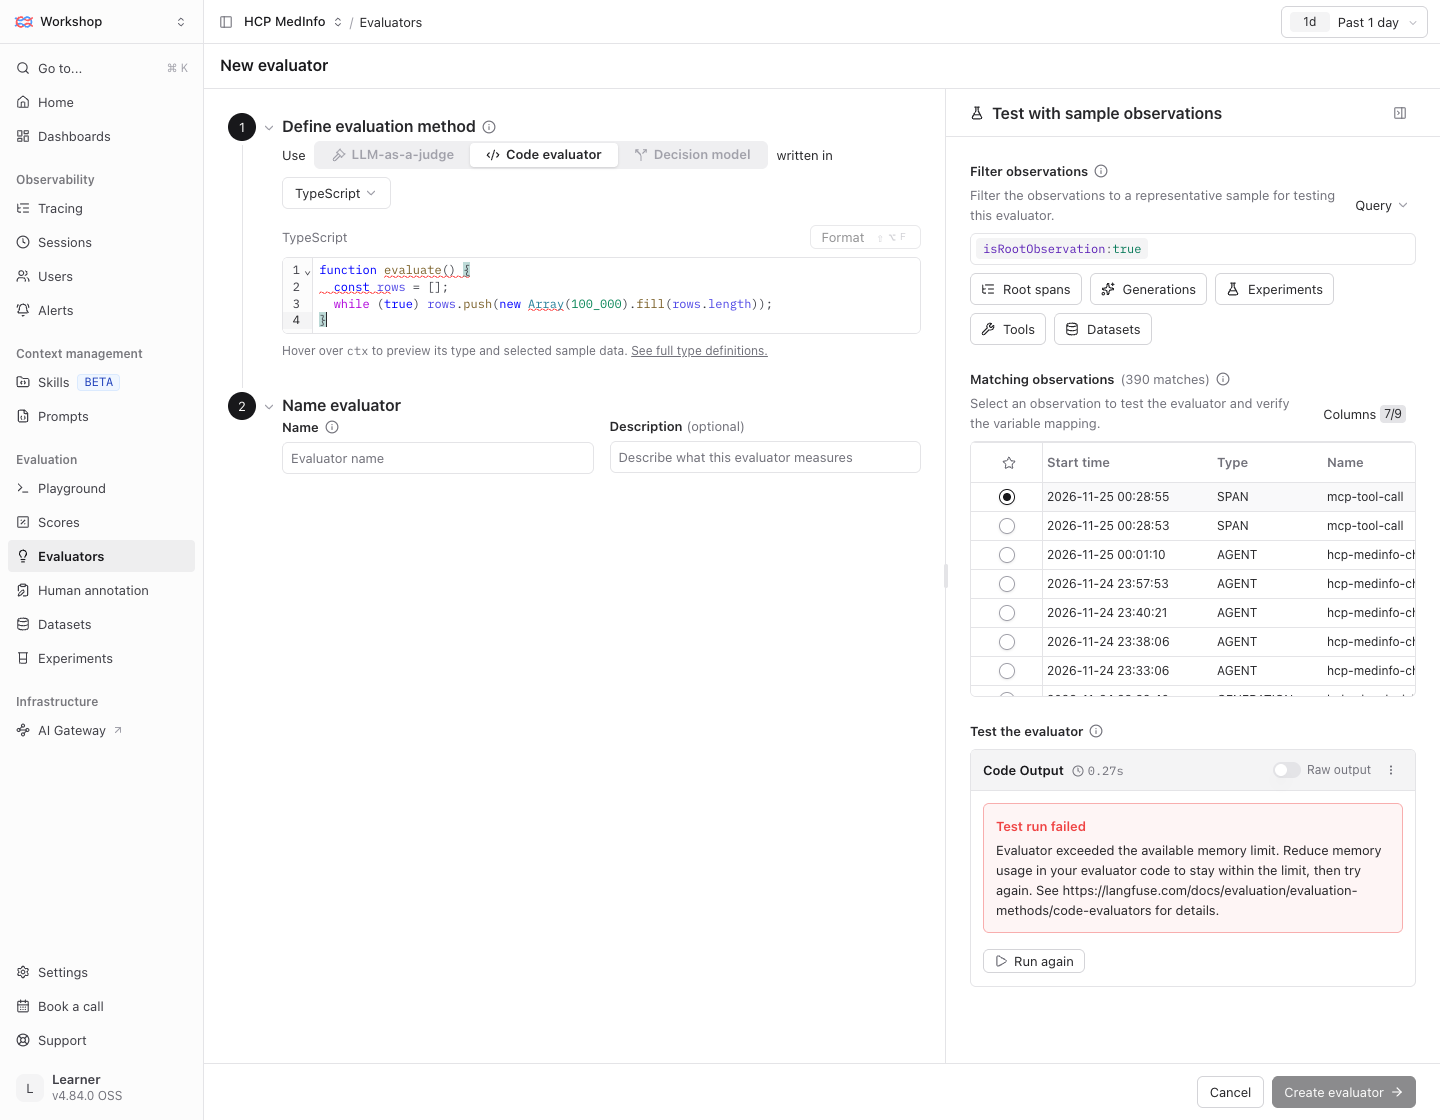 Workshop
HCP MedInfo / Evaluators
1d Past 1 day
Go to... ⌘ K
Home
Dashboards
Observability
Tracing
Sessions
Users
Alerts
Context management
Skills BETA
Prompts
Evaluation
Playground
Scores
Evaluators
Human annotation
Datasets
Experiments
Infrastructure
AI Gateway
Settings
Book a call
Support
L Learner
v4.84.0 OSS
New evaluator
1 Define evaluation method
Use LLM-as-a-judge Code evaluator Decision model written in
TypeScript
TypeScript Format ⇧ ⌥ F
1 function evaluate() {
2 const rows = [];
3 while (true) rows.push(new Array(100_000).fill(rows.length));
4 }
Hover over ctx to preview its type and selected sample data. See full type definitions.
2 Name evaluator
Name Description (optional)
Evaluator name Describe what this evaluator measures
Test with sample observations
Filter observations
Filter the observations to a representative sample for testing
this evaluator.
Query
isRootObservation:true
Root spans Generations Experiments
Tools Datasets
Matching observations (390 matches)
Select an observation to test the evaluator and verify
the variable mapping.
Columns 7/9
Start time Type Name
2026-11-25 00:28:55 SPAN mcp-tool-call
2026-11-25 00:28:53 SPAN mcp-tool-call
2026-11-25 00:01:10 AGENT hcp-medinfo-ch
2026-11-24 23:57:53 AGENT hcp-medinfo-ch
2026-11-24 23:40:21 AGENT hcp-medinfo-ch
2026-11-24 23:38:06 AGENT hcp-medinfo-ch
2026-11-24 23:33:06 AGENT hcp-medinfo-ch
Test the evaluator
Code Output 0.27s Raw output
Test run failed
Evaluator exceeded the available memory limit. Reduce memory
usage in your evaluator code to stay within the limit, then try
again. See https://langfuse.com/docs/evaluation/evaluation-
methods/code-evaluators for details.
Run again
Cancel Create evaluator